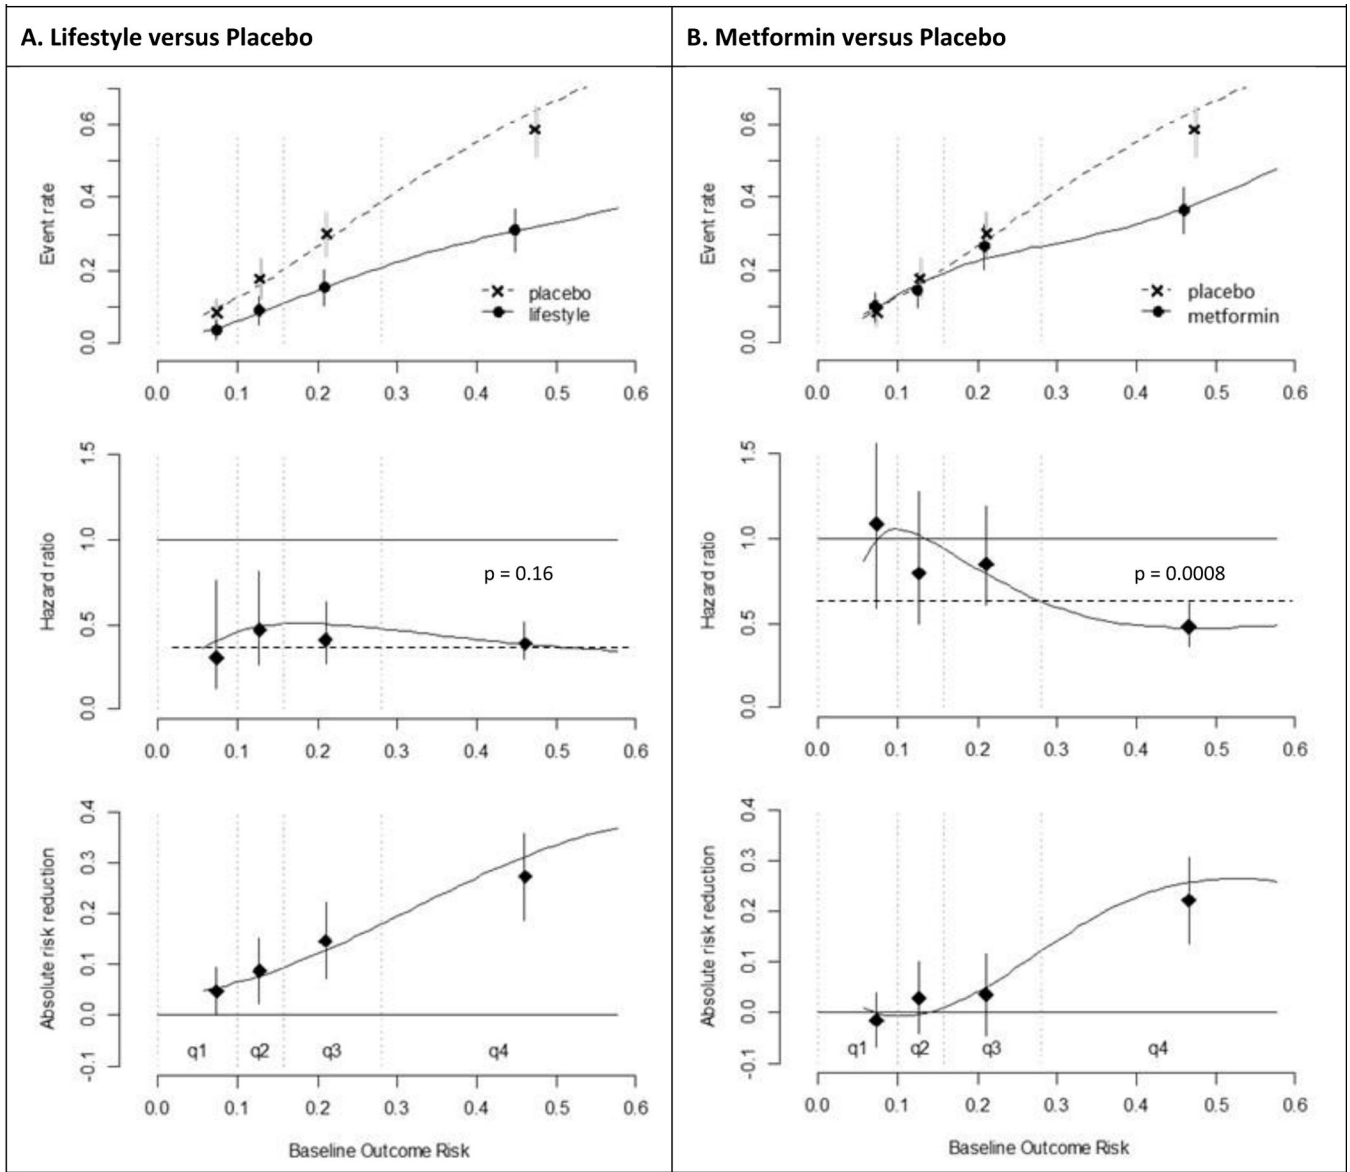 A. Lifestyle versus Placebo
Event rate
0.0 0.2 0.4 0.6
placebo
lifestyle
0.0 0.1 0.2 0.3 0.4 0.5 0.6
Hazard ratio
0.0 0.5 1.0 1.5
p = 0.16
0.0 0.1 0.2 0.3 0.4 0.5 0.6
Absolute risk reduction
-0.1 0.0 0.1 0.2 0.3 0.4
q1 q2 q3 q4
0.0 0.1 0.2 0.3 0.4 0.5 0.6
Baseline Outcome Risk
B. Metformin versus Placebo
Event rate
0.0 0.2 0.4 0.6
placebo
metformin
0.0 0.1 0.2 0.3 0.4 0.5 0.6
Hazard ratio
0.0 0.5 1.0 1.5
p = 0.0008
0.0 0.1 0.2 0.3 0.4 0.5 0.6
Absolute risk reduction
-0.1 0.0 0.1 0.2 0.3 0.4
q1 q2 q3 q4
0.0 0.1 0.2 0.3 0.4 0.5 0.6
Baseline Outcome Risk